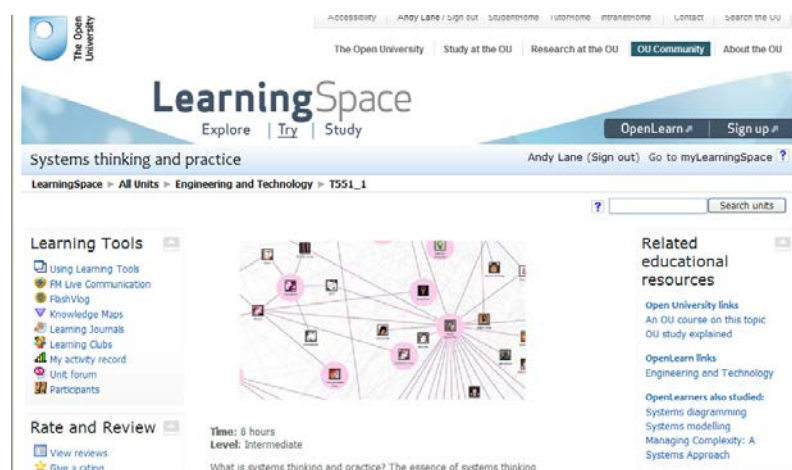 The Open
University
Accessibility Andy Lane / Sign out StudentHome TutorHome IntranetHome Contact Search the OU
The Open University Study at the OU Research at the OU OU Community About the OU
LearningSpace
Explore Try Study
OpenLearn Sign up
Systems thinking and practice
Andy Lane (Sign out) Go to myLearningSpace ?
LearningSpace ► All Units ► Engineering and Technology ► T551_1
? Search units
Learning Tools
Using Learning Tools
FM Live Communication
FlashVlog
Knowledge Maps
Learning Journals
Learning Clubs
My activity record
Unit forum
Participants
Rate and Review
View reviews
Give a rating
Time: 8 hours
Level: Intermediate
What is systems thinking and practice? The essence of systems thinking
Related
educational
resources
Open University links
An OU course on this topic
OU study explained
OpenLearn links
Engineering and Technology
OpenLearners also studied:
Systems diagramming
Systems modelling
Managing Complexity: A
Systems Approach